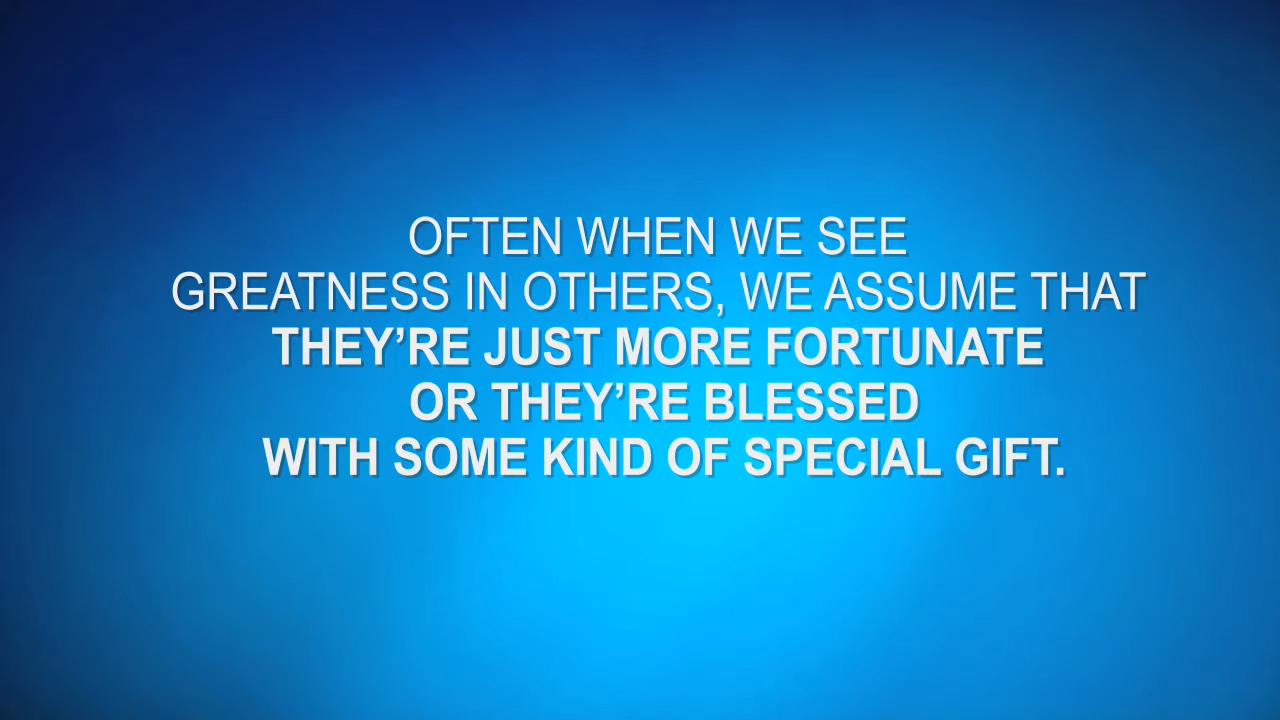 OFTEN WHEN WE SEE
GREATNESS IN OTHERS, WE ASSUME THAT
THEY’RE JUST MORE FORTUNATE
OR THEY’RE BLESSED
WITH SOME KIND OF SPECIAL GIFT.